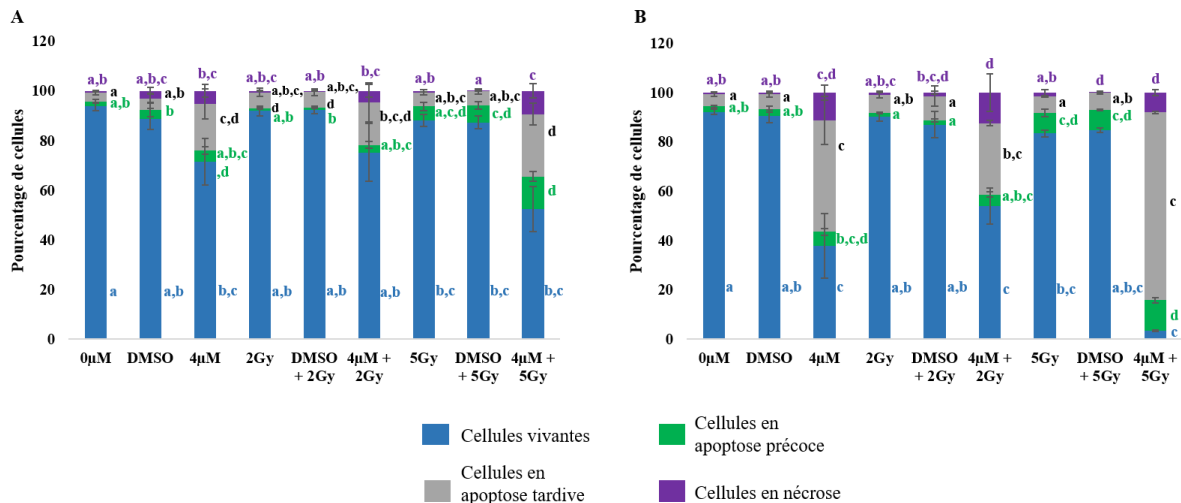 A
B
Pourcentage de cellules
120
100
80
60
40
20
0
a,b a,b,c b,c a,b,c a,b b,c a,b a c
a a,b c,d a,b,c, d a,b,c, d b,c,d a,b,c a,b,c d
a,b b a,b,c ,d a,b b a,b,c a,c,d c,d d
a a,b b,c a,b a,b a,b b,c b,c b,c
0µM DMSO 4µM 2Gy DMSO 4µM + 5Gy DMSO 4µM +
+ 2Gy 2Gy + 5Gy 5Gy
Pourcentage de cellules
120
100
80
60
40
20
0
a,b a,b c,d a,b,c b,c,d d a,b d d
a a c a,b a b,c a a,b c
a,b a,b b,c,d a a a,b,c c,d c,d d
a a,b c a,b a,b c b,c a,b,c c
0µM DMSO 4µM 2Gy DMSO 4µM + 5Gy DMSO 4µM +
+ 2Gy 2Gy + 5Gy 5Gy
Cellules vivantes
Cellules en
apoptose précoce
Cellules en
apoptose tardive
Cellules en nécrose